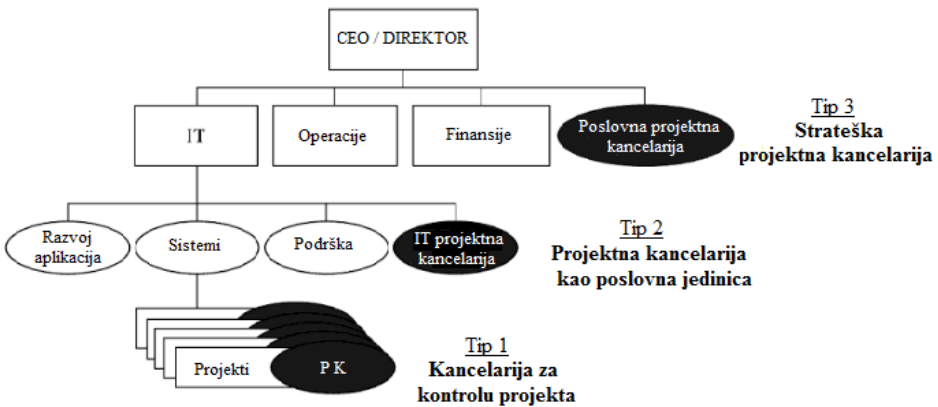 CEO / DIREKTOR
IT
Operacije
Finansije
Poslovna projektna
kancelarija
Tip 3
Strateška
projektna kancelarija
Razvoj
aplikacija
Sistemi
Podrška
IT projektna
kancelarija
Tip 2
Projektna kancelarija
kao poslovna jedinica
Projekti
P K
Tip 1
Kancelarija za
kontrolu projekta